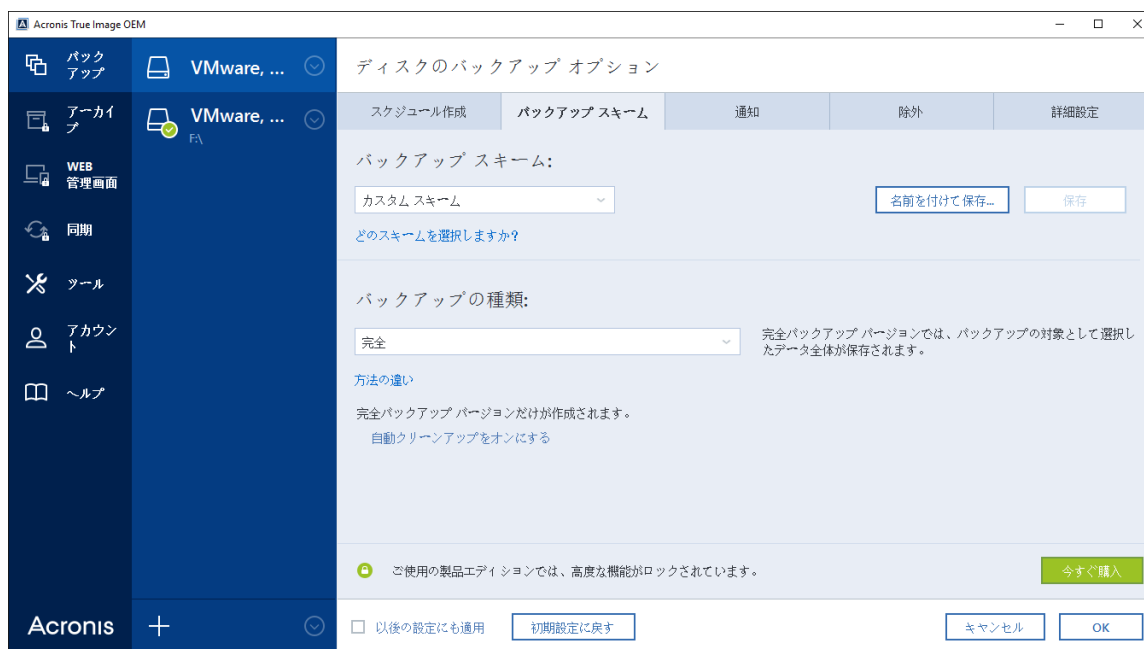 Acronis True Image OEM
バック
アップ
アーカイ
ブ
WEB
管理画面
同期
ツール
アカウン
ト
ヘルプ
Acronis
VMware, ...
VMware, ...
F:\
ディスクのバックアップ オプション
スケジュール作成
バックアップ スキーム
通知
除外
詳細設定
バックアップ スキーム:
カスタム スキーム
名前を付けて保存...
保存
どのスキームを選択しますか?
バックアップの種類:
完全
完全バックアップ バージョンでは、バックアップの対象として選択し
たデータ全体が保存されます。
方法の違い
完全バックアップ バージョンだけが作成されます。
自動クリーンアップをオンにする
ご使用の製品エディションでは、高度な機能がロックされています。
今すぐ購入
以後の設定にも適用
初期設定に戻す
キャンセル
OK